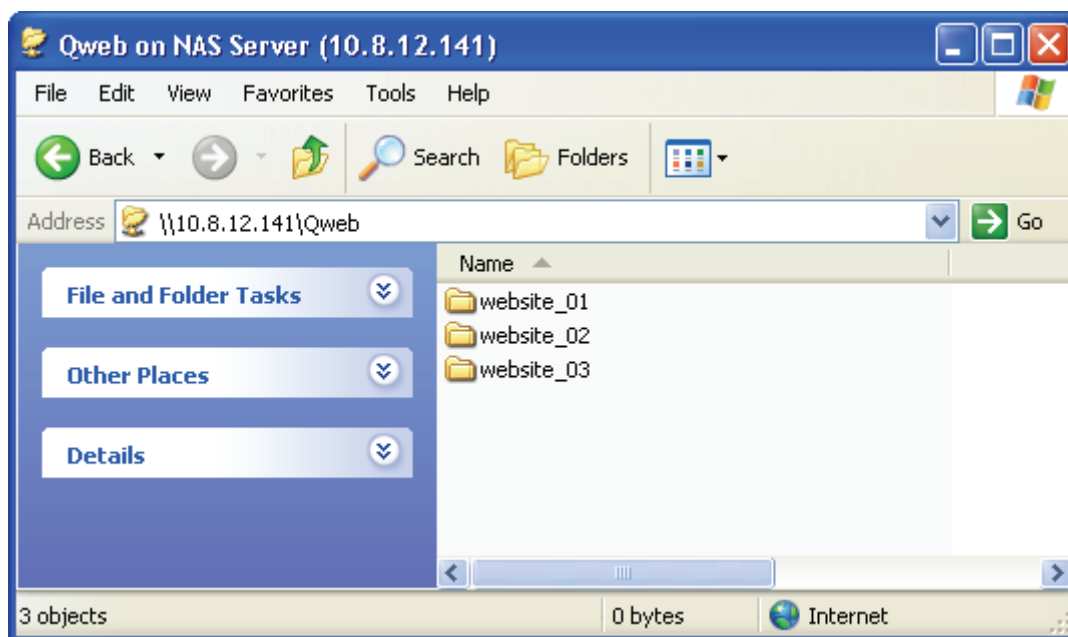 Qweb on NAS Server (10.8.12.141)
File Edit View Favorites Tools Help
Back Search Folders
Address \\10.8.12.141\Qweb Go
Name
File and Folder Tasks
Other Places
Details
website_01
website_02
website_03
3 objects 0 bytes Internet